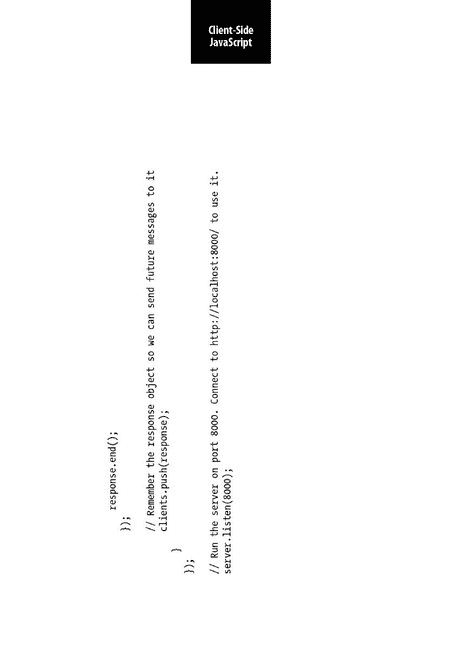 Client-Side
JavaScript
response.end();
});
// Remember the response object so we can send future messages to it
clients.push(response);
}
});
// Run the server on port 8000. Connect to http://localhost:8000/ to use it.
server.listen(8000);